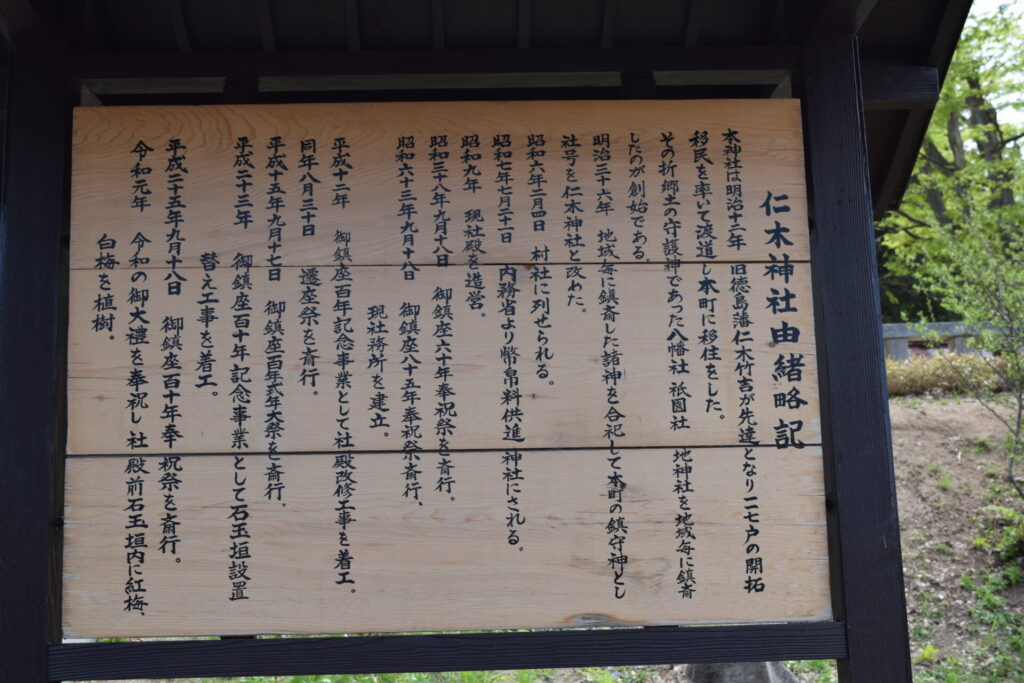 仁木神社由緒略記
本神社は明治十二年 旧徳島藩仁木竹吉が先達となり一一七戸の開拓
移民を率いて渡道し本町に移住をした。
その折郷土の守護神であった八幡社 祇園社 地神社を地域毎に鎮斎
したのが創始である。
明治三十六年 地域毎に鎮斎した諸神を合祀して本町の鎮守神とし
社号を仁木神社と改めた。
昭和六年二月四日 村社に列せられる。
昭和七年七月二十一日 内務省より幣帛料供進神社にされる。
昭和九年 現社殿を造営。
昭和三十八年九月十八日 御鎮座六十年奉祝祭を斎行。
昭和六十三年九月十八日 御鎮座八十五年奉祝祭斎行、
現社務所を建立。
平成十二年 御鎮座百年記念事業として社殿改修工事を着工。
同年八月三十日 遷座祭を斎行。
平成十五年九月十七日 御鎮座百年式年大祭を斎行。
平成二十三年 御鎮座百十年記念事業として石玉垣設置
替え工事を着工。
平成二十五年九月十八日 御鎮座百十年奉祝祭を斎行。
令和元年 令和の御大禮を奉祝し社殿前石玉垣内に紅梅、
白梅を植樹。